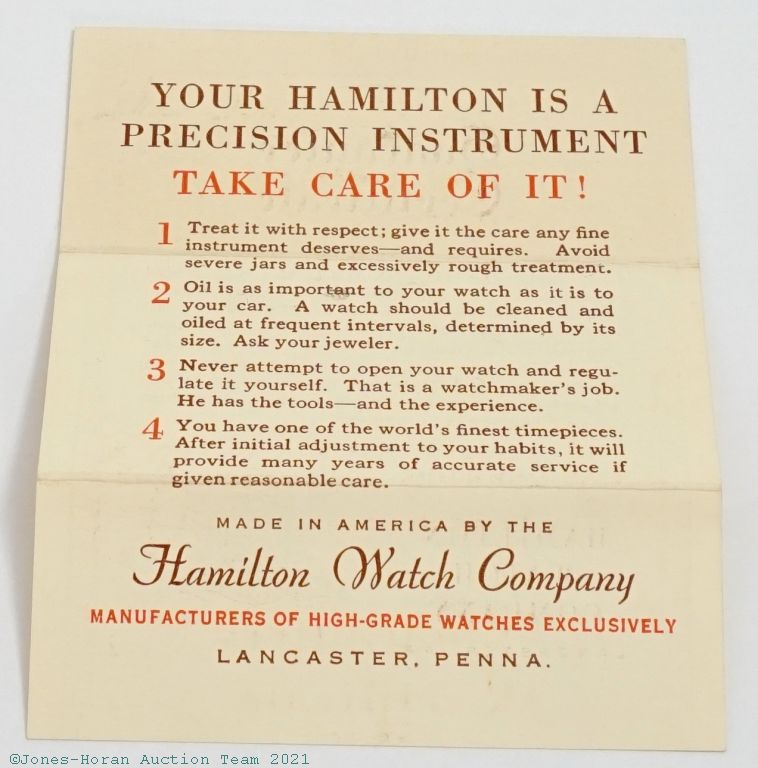 YOUR HAMILTON IS A
PRECISION INSTRUMENT
TAKE CARE OF IT!
1 Treat it with respect; give it the care any fine
instrument deserves—and requires. Avoid
severe jars and excessively rough treatment.
2 Oil is as important to your watch as it is to
your car. A watch should be cleaned and
oiled at frequent intervals, determined by its
size. Ask your jeweler.
3 Never attempt to open your watch and regu-
late it yourself. That is a watchmaker's job.
He has the tools—and the experience.
4 You have one of the world's finest timepieces.
After initial adjustment to your habits, it will
provide many years of accurate service if
given reasonable care.
MADE IN AMERICA BY THE
Hamilton Watch Company
MANUFACTURERS OF HIGH-GRADE WATCHES EXCLUSIVELY
LANCASTER, PENNA.
©Jones-Horan Auction Team 2021